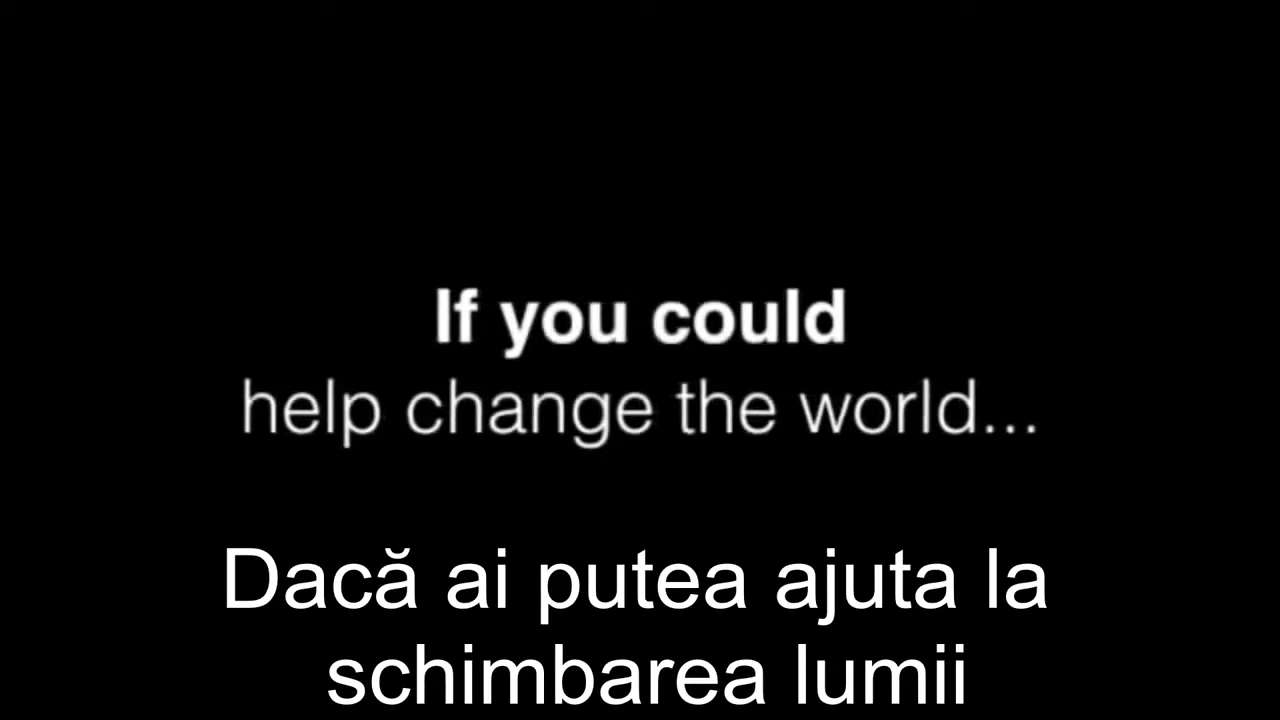 If you could
help change the world...
Dacă ai putea ajuta la
schimbarea lumii